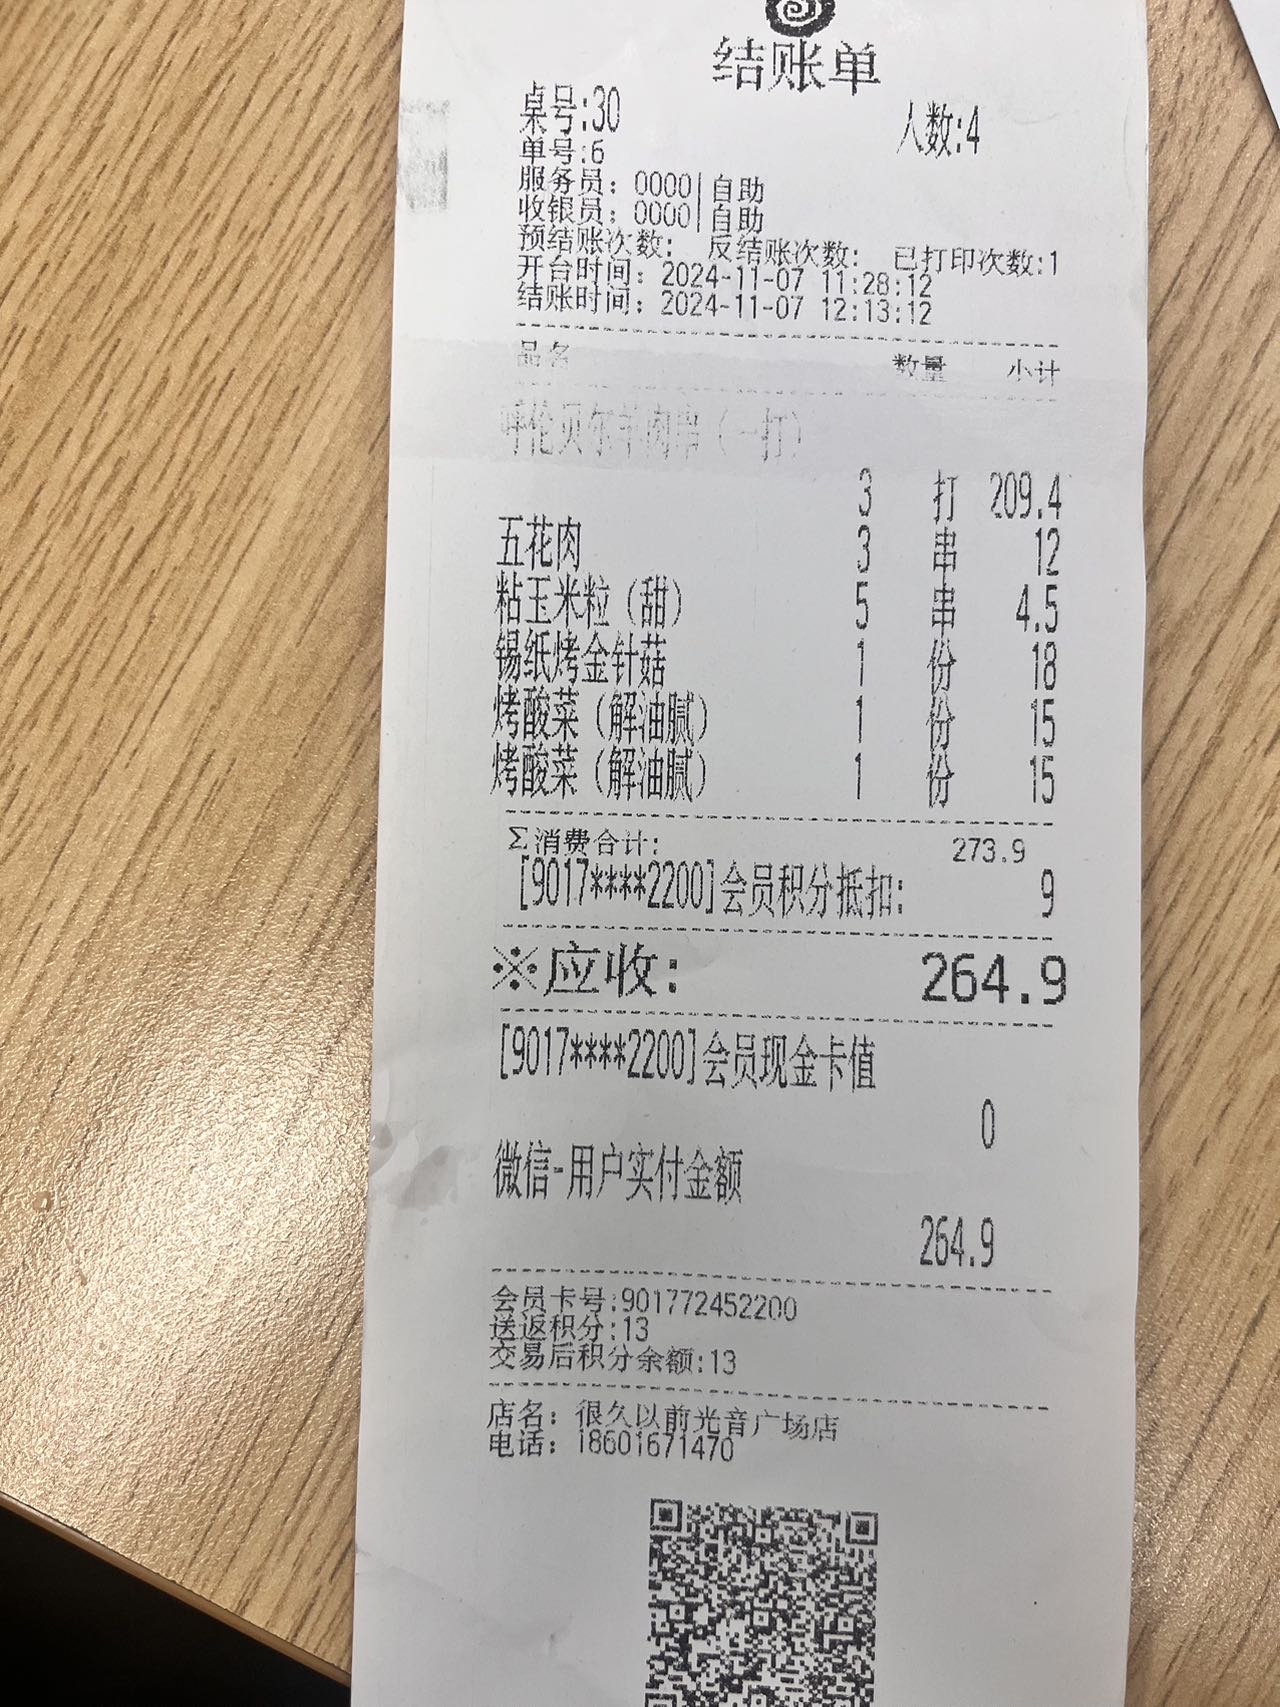 结账单
桌号:30 人数:4
单号:6
服务员: 0000|自助
收银员: 0000|自助
预结账次数: 反结账次数: 已打印次数:1
开台时间: 2024-11-07 11:28:12
结账时间: 2024-11-07 12:13:12
品名 数量 小计
呼伦贝尔羊肉串(一打)
3 打 209.4
五花肉 3 串 12
粘玉米粒(甜) 5 串 4.5
锡纸烤金针菇 1 份 18
烤酸菜(解油腻) 1 份 15
烤酸菜(解油腻) 1 份 15
Σ消费合计: 273.9
[9017****2200]会员积分抵扣: 9
※应收: 264.9
[9017****2200]会员现金卡值
0
微信-用户实付金额
264.9
会员卡号:901772452200
送返积分:13
交易后积分余额:13
店名: 很久以前光音广场店
电话: 18601671470